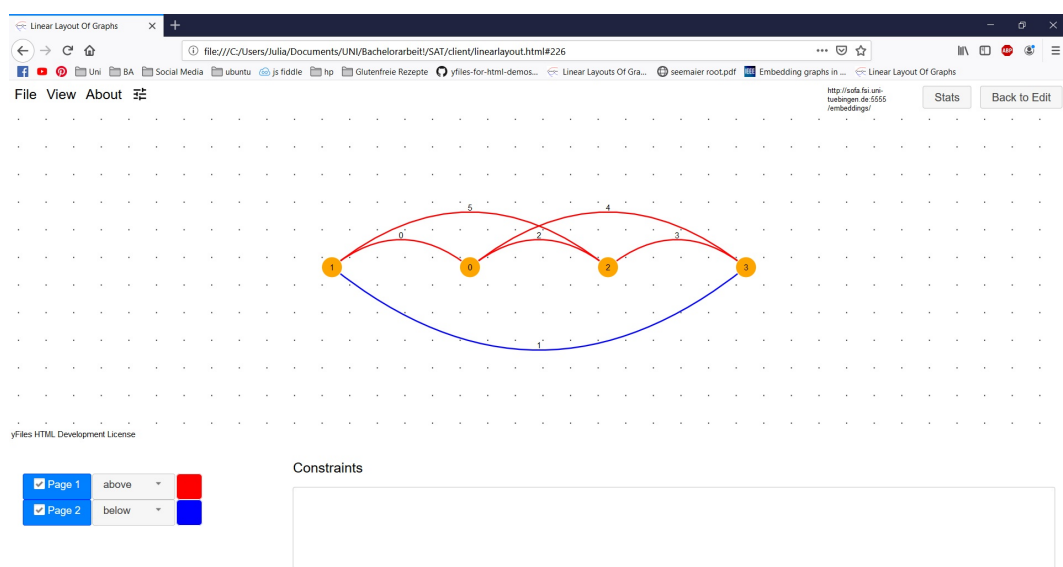 Linear Layout Of Graphs
file:///C:/Users/Julia/Documents/UNI/Bachelorarbeit!/SAT/client/linearlayout.html#226
Uni BA Social Media ubuntu js fiddle hp Glutenfreie Rezepte yfiles-for-html-demos... Linear Layouts Of Gra... seemaier root.pdf Embedding graphs in ... Linear Layout Of Graphs
File View About
http://sofa.fsi.uni-
tuebingen.de:5555
/embeddings/
Stats Back to Edit
5 4
0 2 3
1 0 2 3
1
yFiles HTML Development License
Constraints
Page 1 above
Page 2 below